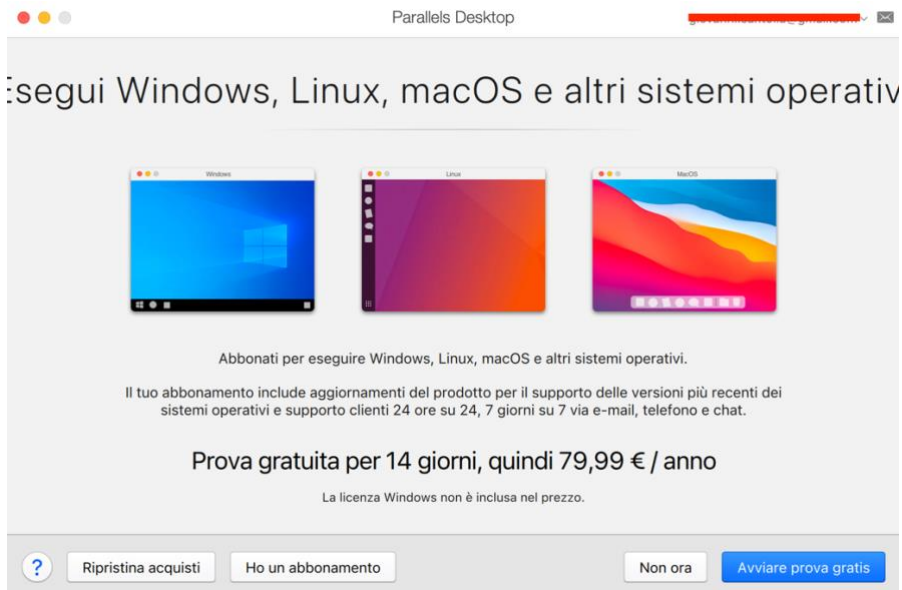 Parallels Desktop
Esegui Windows, Linux, macOS e altri sistemi operativ
Windows
Linux
MacOS
Abbonati per eseguire Windows, Linux, macOS e altri sistemi operativi.
Il tuo abbonamento include aggiornamenti del prodotto per il supporto delle versioni più recenti dei
sistemi operativi e supporto clienti 24 ore su 24, 7 giorni su 7 via e-mail, telefono e chat.
Prova gratuita per 14 giorni, quindi 79,99 € / anno
La licenza Windows non è inclusa nel prezzo.
?
Ripristina acquisti
Ho un abbonamento
Non ora
Avviare prova gratis